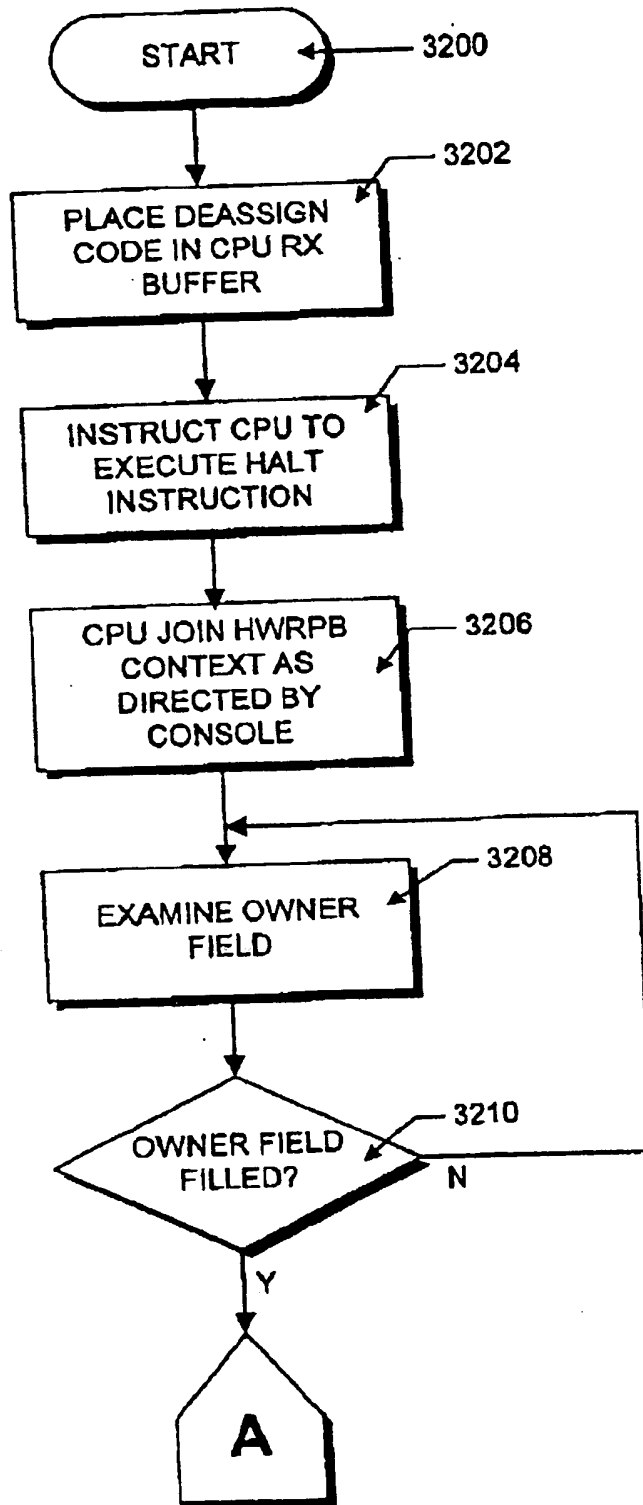 START
3200
3202
PLACE DEASSIGN
CODE IN CPU RX
BUFFER
3204
INSTRUCT CPU TO
EXECUTE HALT
INSTRUCTION
3206
CPU JOIN HWRPB
CONTEXT AS
DIRECTED BY
CONSOLE
3208
EXAMINE OWNER
FIELD
3210
OWNER FIELD
FILLED?
N
Y
A